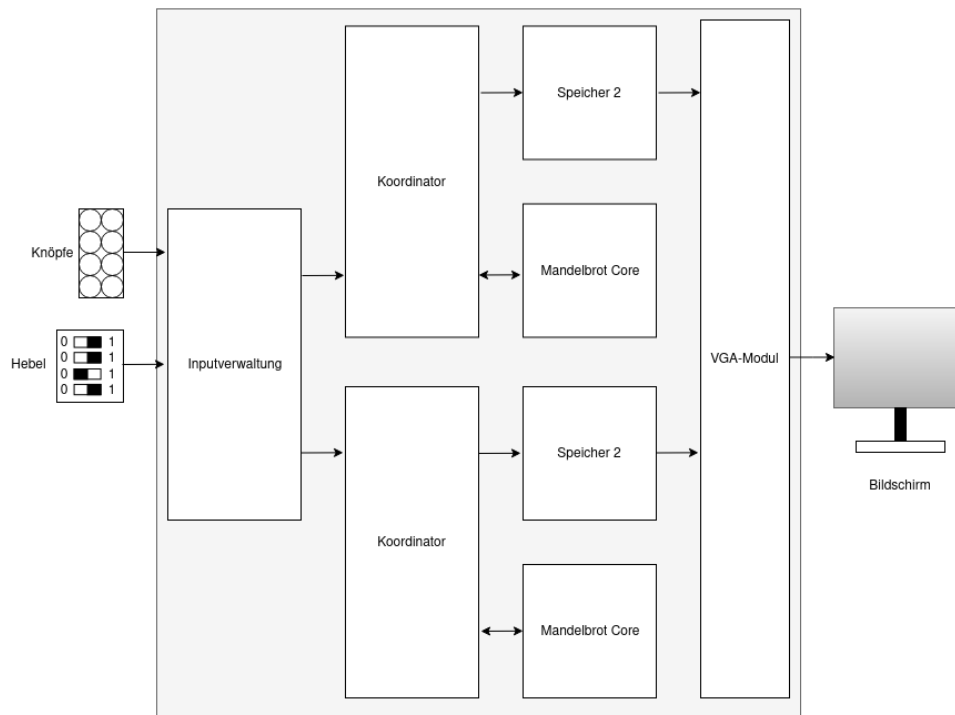 Speicher 2
Koordinator
Knöpfe
Mandelbrot Core
0 1
0 1
0 1
0 1
Hebel
Inputverwaltung
VGA-Modul
Speicher 2
Bildschirm
Koordinator
Mandelbrot Core